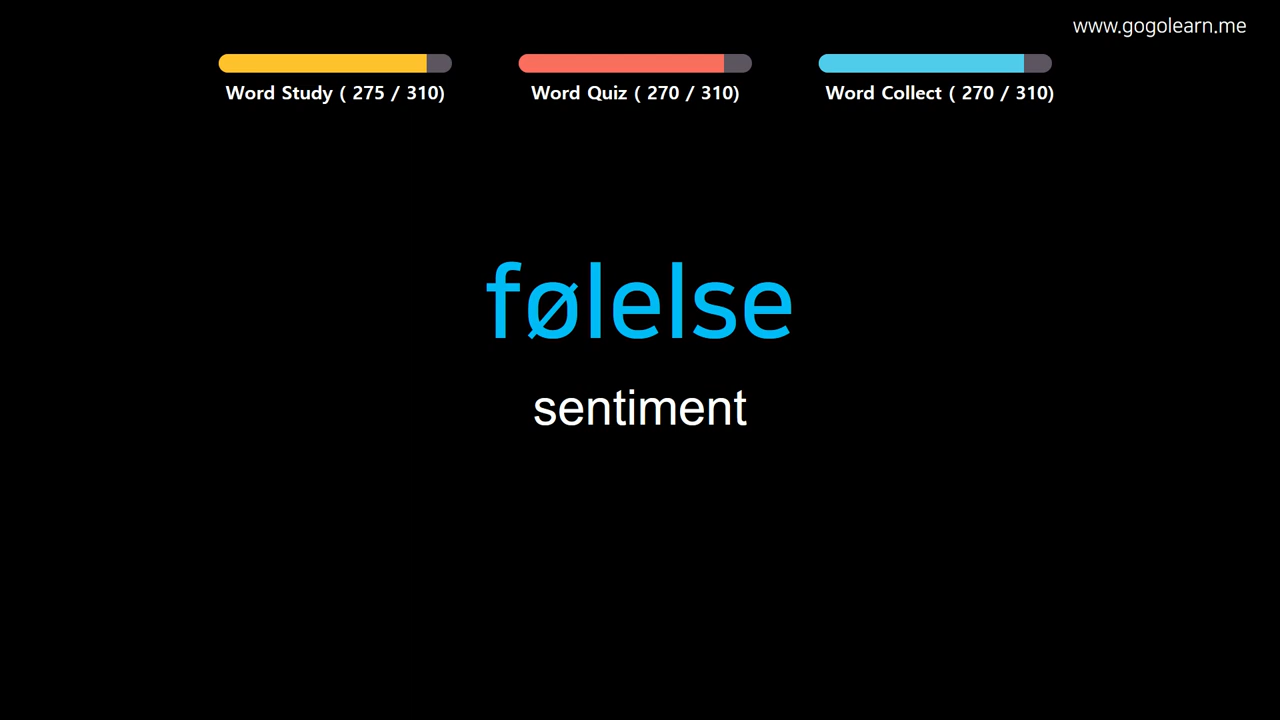 www.gogolearn.me
Word Study ( 275 / 310)
Word Quiz ( 270 / 310)
Word Collect ( 270 / 310)
følelse
sentiment